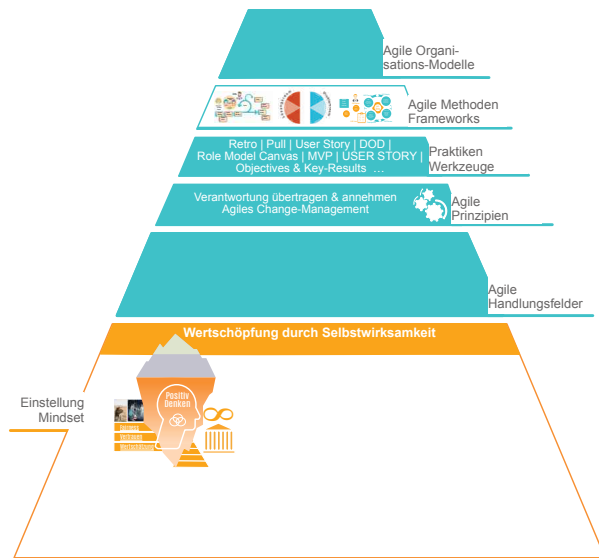 Agile Organi-
sations-Modelle
Agile Methoden
Frameworks
Retro | Pull | User Story | DOD |
Role Model Canvas | MVP | USER STORY |
Objectives & Key-Results ...
Praktiken
Werkzeuge
Verantwortung übertragen & annehmen
Agiles Change-Management
Agile
Prinzipien
Agile
Handlungsfelder
Wertschöpfung durch Selbstwirksamkeit
Einstellung
Mindset
Positiv
Denken
Vertrauen
Wertschätzung